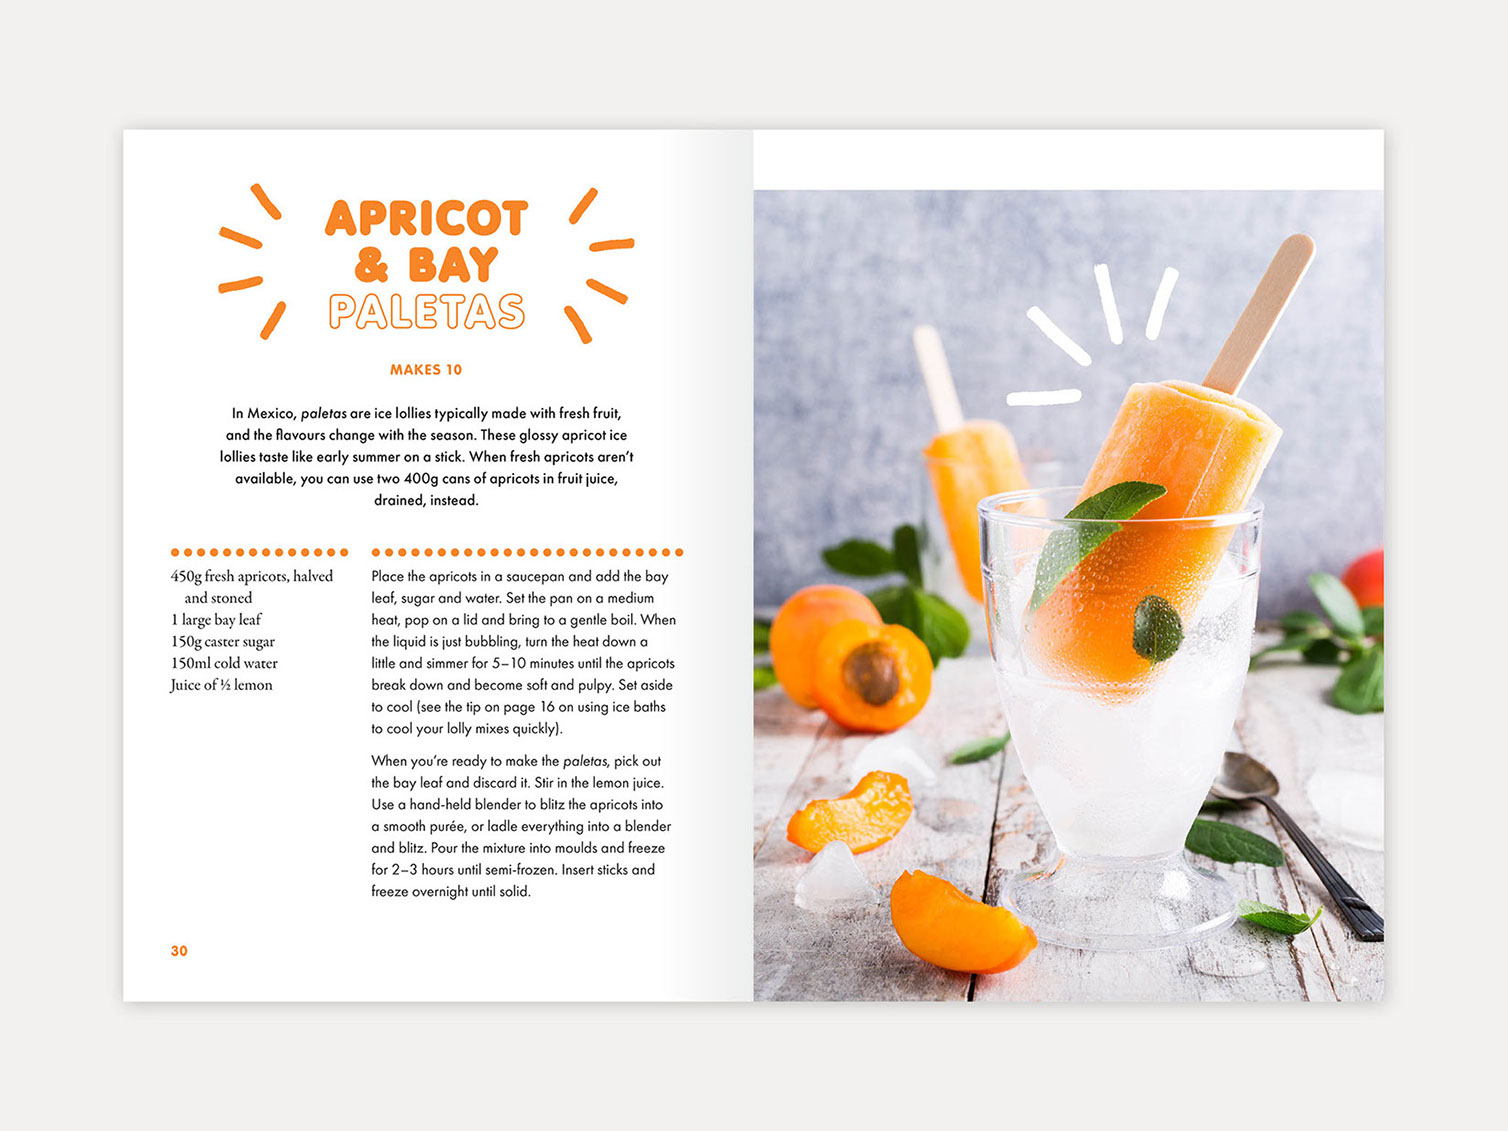 APRICOT
& BAY
PALETAS
MAKES 10
In Mexico, paletas are ice lollies typically made with fresh fruit,
and the flavours change with the season. These glossy apricot ice
lollies taste like early summer on a stick. When fresh apricots aren’t
available, you can use two 400g cans of apricots in fruit juice,
drained, instead.
450g fresh apricots, halved
and stoned
1 large bay leaf
150g caster sugar
150ml cold water
Juice of ½ lemon
Place the apricots in a saucepan and add the bay
leaf, sugar and water. Set the pan on a medium
heat, pop on a lid and bring to a gentle boil. When
the liquid is just bubbling, turn the heat down a
little and simmer for 5–10 minutes until the apricots
break down and become soft and pulpy. Set aside
to cool (see the tip on page 16 on using ice baths
to cool your lolly mixes quickly).
When you’re ready to make the paletas, pick out
the bay leaf and discard it. Stir in the lemon juice.
Use a hand-held blender to blitz the apricots into
a smooth purée, or ladle everything into a blender
and blitz. Pour the mixture into moulds and freeze
for 2–3 hours until semi-frozen. Insert sticks and
freeze overnight until solid.
30